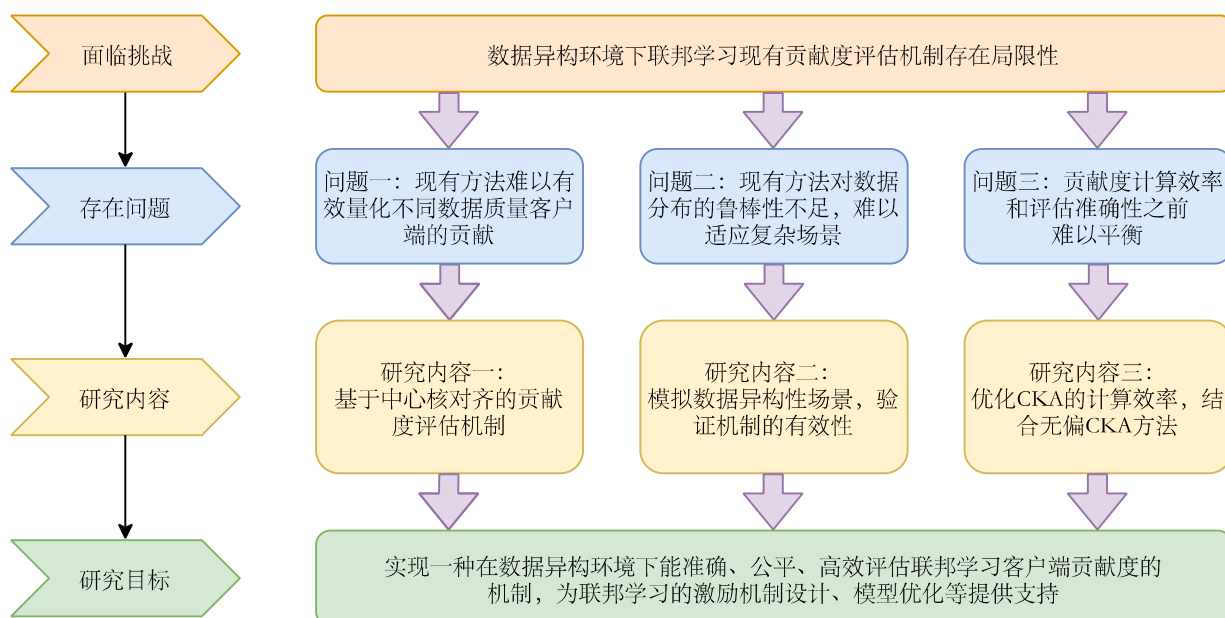 面临挑战
数据异构环境下联邦学习现有贡献度评估机制存在局限性
存在问题
问题一：现有方法难以有
效量化不同数据质量客户
端的贡献
问题二：现有方法对数据
分布的鲁棒性不足，难以
适应复杂场景
问题三：贡献度计算效率
和评估准确性之前
难以平衡
研究内容
研究内容一：
基于中心核对齐的贡献
度评估机制
研究内容二：
模拟数据异构性场景，验
证机制的有效性
研究内容三：
优化CKA的计算效率，结
合无偏CKA方法
研究目标
实现一种在数据异构环境下能准确、公平、高效评估联邦学习客户端贡献度的
机制，为联邦学习的激励机制设计、模型优化等提供支持